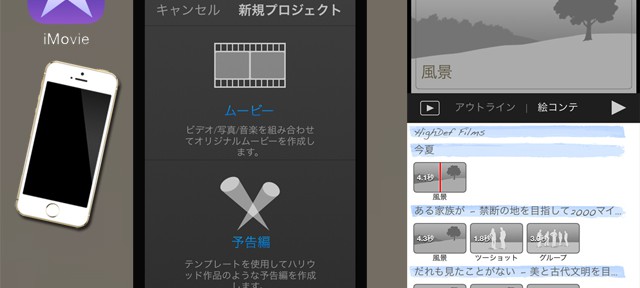 iMovie
キャンセル 新規プロジェクト
ムービー
ビデオ/写真/音楽を組み合わせ
てオリジナルムービーを作成し
ます。
予告編
テンプレートを使用してハリウ
ッド作品のような予告編を作成
します。
風景
アウトライン | 絵コンテ
HighDef Films
今夏
4.1秒
風景
ある家族が - 禁断の地を目指して2000マイ...
4.3秒 1.8秒 3.0秒
風景 ツーショット グループ
だれも見たことがない - 美と古代文明を目...